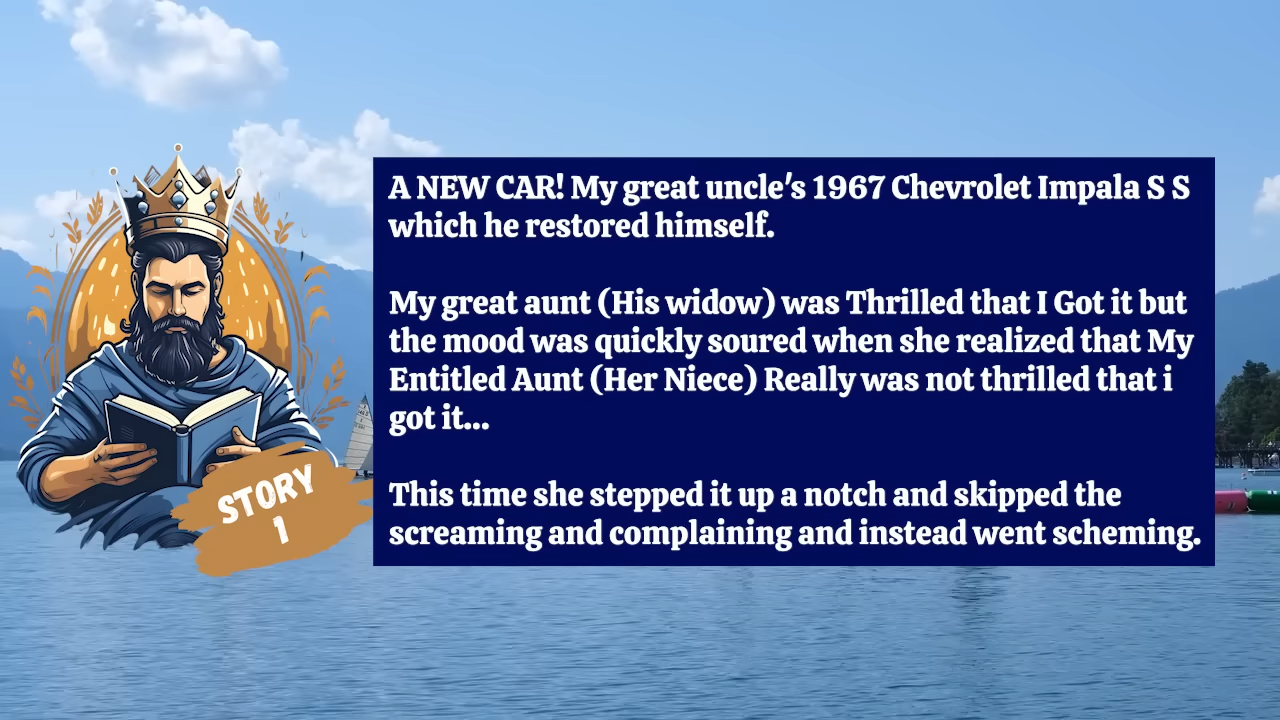 A NEW CAR! My great uncle's 1967 Chevrolet Impala S S
which he restored himself.
My great aunt (His widow) was Thrilled that I Got it but
the mood was quickly soured when she realized that My
Entitled Aunt (Her Niece) Really was not thrilled that i
got it...
This time she stepped it up a notch and skipped the
screaming and complaining and instead went scheming.
STORY
1